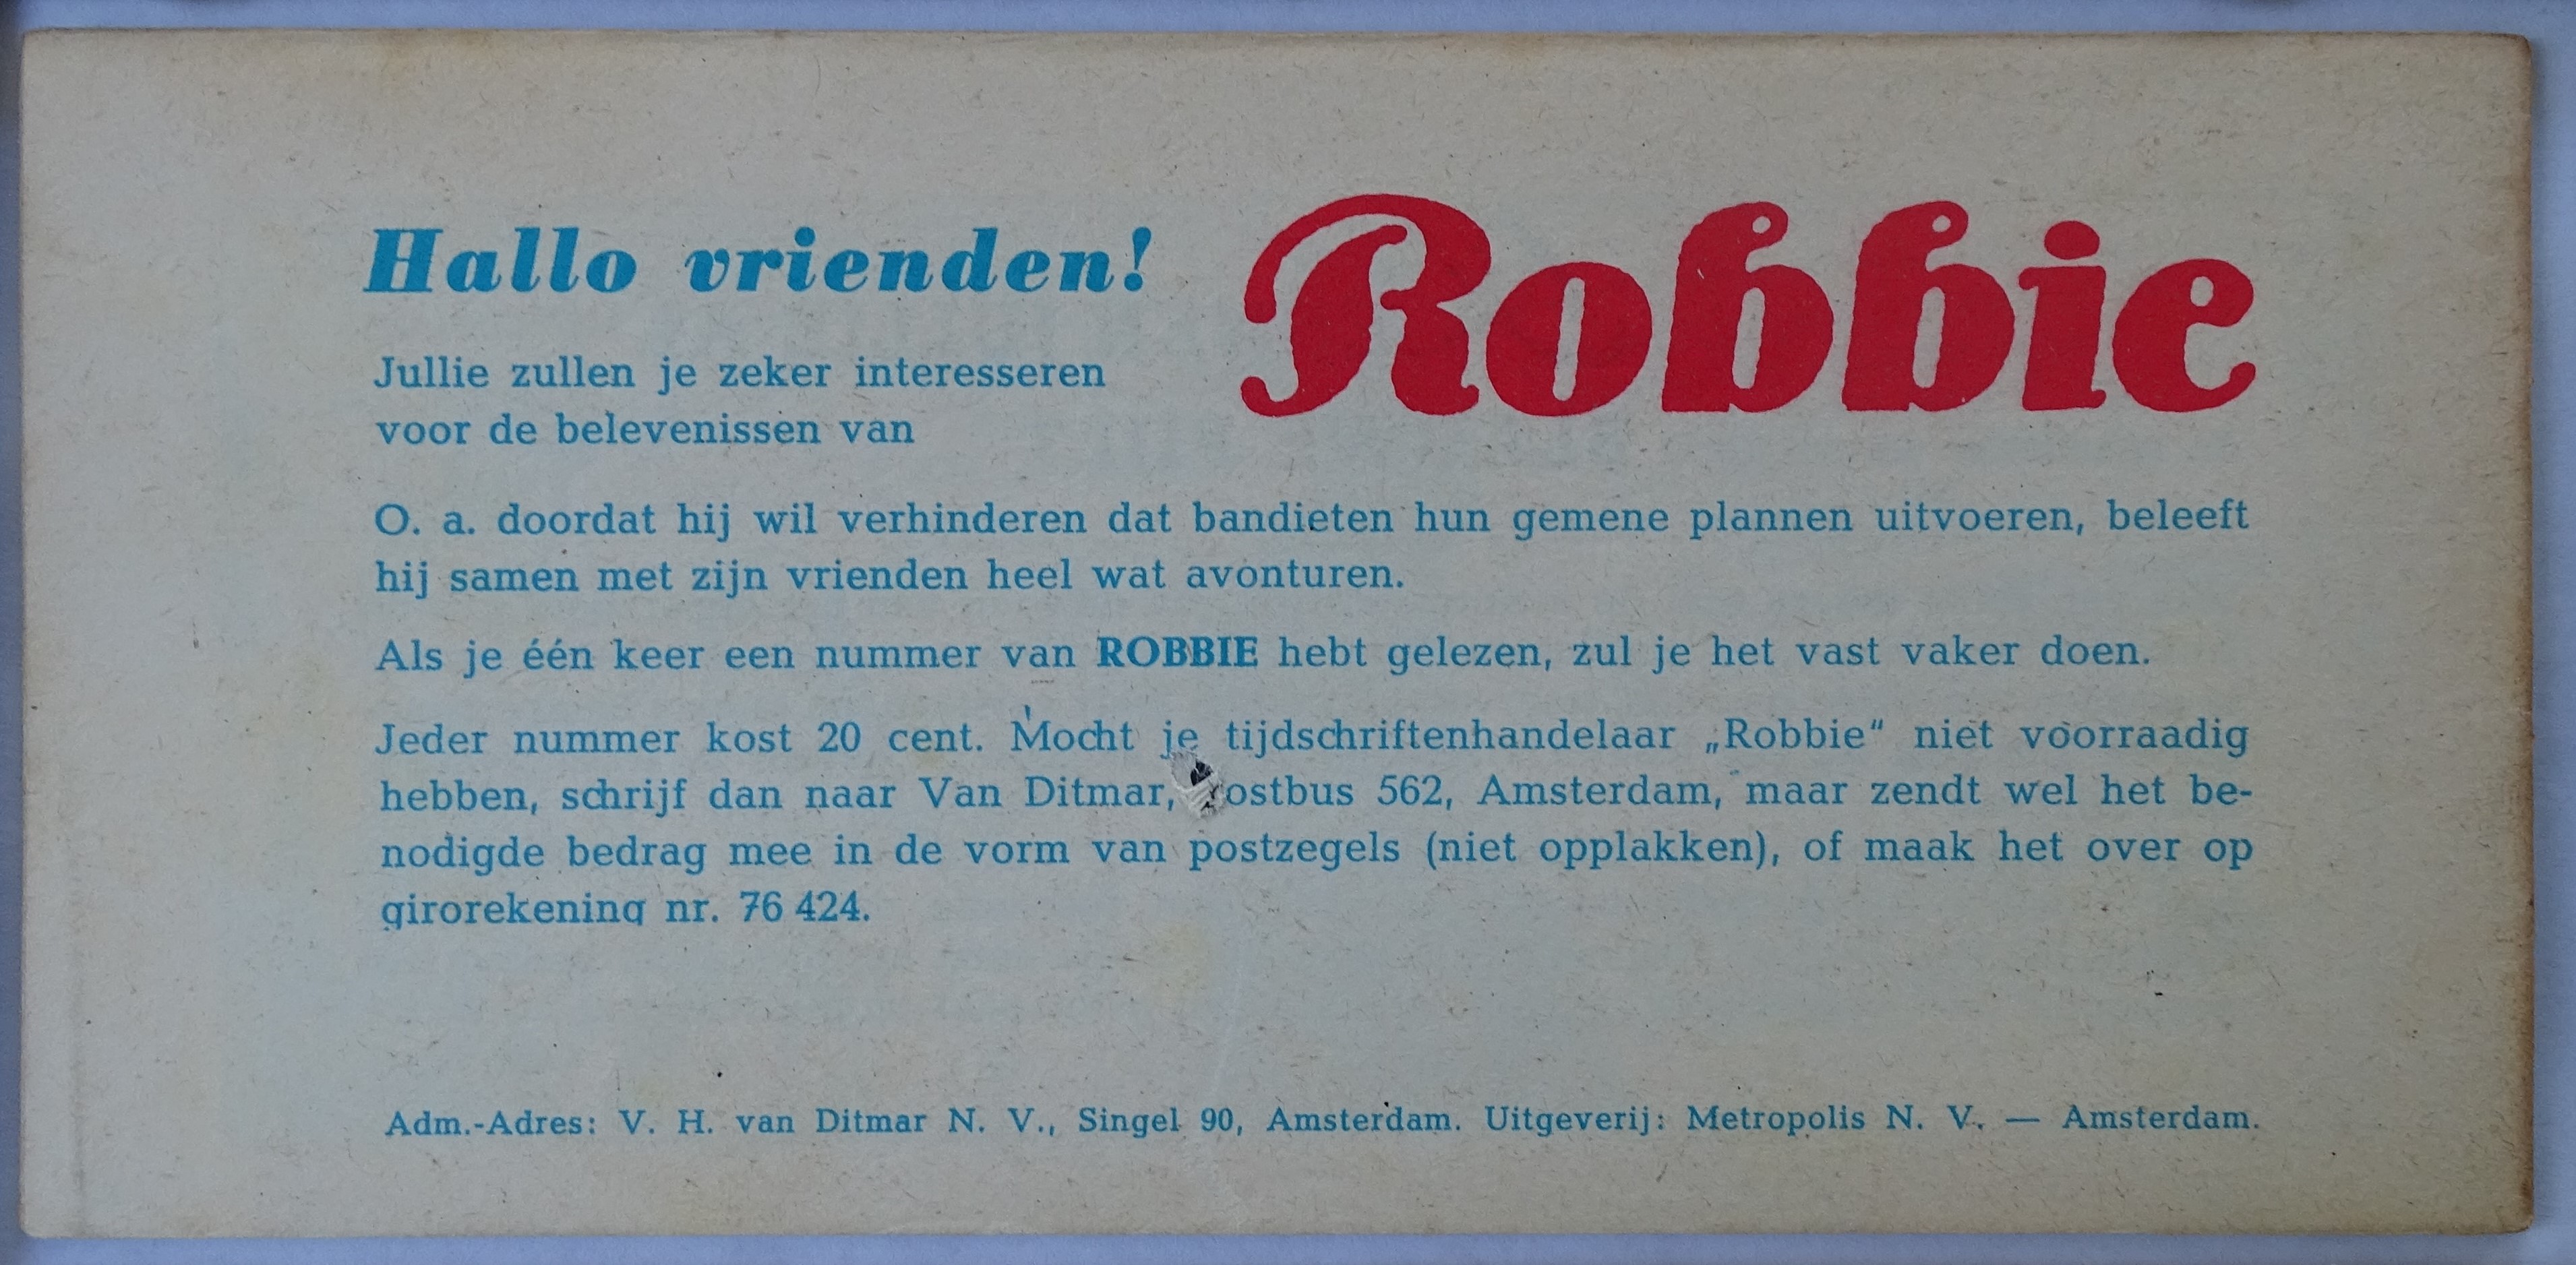 Hallo vrienden!
Jullie zullen je zeker interesseren
voor de belevenissen van
Robbie
O. a. doordat hij wil verhinderen dat bandieten hun gemene plannen uitvoeren, beleeft
hij samen met zijn vrienden heel wat avonturen.
Als je één keer een nummer van ROBBIE hebt gelezen, zul je het vast vaker doen.
Jeder nummer kost 20 cent. Mocht je tijdschriftenhandelaar „Robbie“ niet voorraadig
hebben, schrijf dan naar Van Ditmar, ostbus 562, Amsterdam, maar zendt wel het be-
nodigde bedrag mee in de vorm van postzegels (niet opplakken), of maak het over op
girorekening nr. 76 424.
Adm.-Adres: V. H. van Ditmar N. V., Singel 90, Amsterdam. Uitgeverij: Metropolis N. V. — Amsterdam.